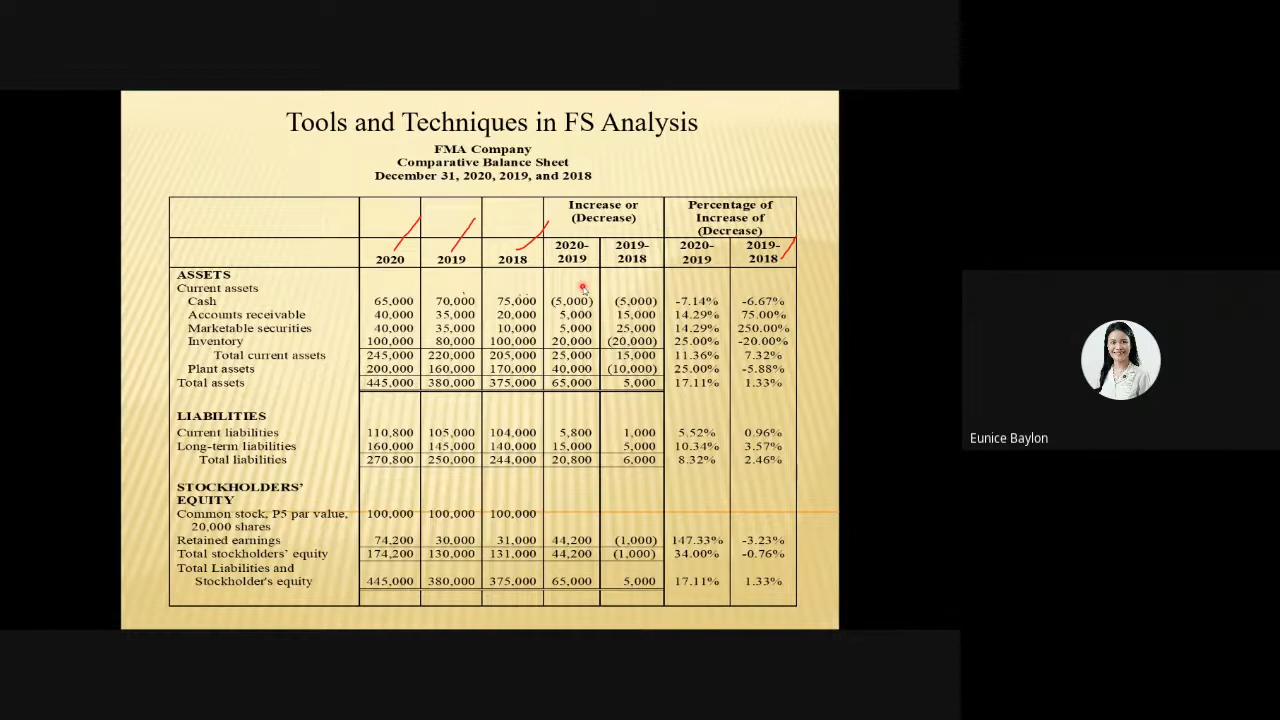 Tools and Techniques in FS Analysis
FMA Company
Comparative Balance Sheet
December 31, 2020, 2019, and 2018
Increase or (Decrease) Percentage of Increase of (Decrease)
2020 2019 2018 2020-2019 2019-2018 2020-2019 2019-2018
ASSETS
Current assets
Cash 65,000 70,000 75,000 (5,000) (5,000) -7.14% -6.67%
Accounts receivable 40,000 35,000 20,000 5,000 15,000 14.29% 75.00%
Marketable securities 40,000 35,000 10,000 5,000 25,000 14.29% 250.00%
Inventory 100,000 80,000 100,000 20,000 (20,000) 25.00% -20.00%
Total current assets 245,000 220,000 205,000 25,000 15,000 11.36% 7.32%
Plant assets 200,000 160,000 170,000 40,000 (10,000) 25.00% -5.88%
Total assets 445,000 380,000 375,000 65,000 5,000 17.11% 1.33%
LIABILITIES
Current liabilities 110,800 105,000 104,000 5,800 1,000 5.52% 0.96%
Long-term liabilities 160,000 145,000 140,000 15,000 5,000 10.34% 3.57%
Total liabilities 270,800 250,000 244,000 20,800 6,000 8.32% 2.46%
STOCKHOLDERS'
EQUITY
Common stock, P5 par value, 100,000 100,000 100,000
20,000 shares
Retained earnings 74,200 30,000 31,000 44,200 (1,000) 147.33% -3.23%
Total stockholders' equity 174,200 130,000 131,000 44,200 (1,000) 34.00% -0.76%
Total Liabilities and
Stockholder's equity 445,000 380,000 375,000 65,000 5,000 17.11% 1.33%
Eunice Baylon